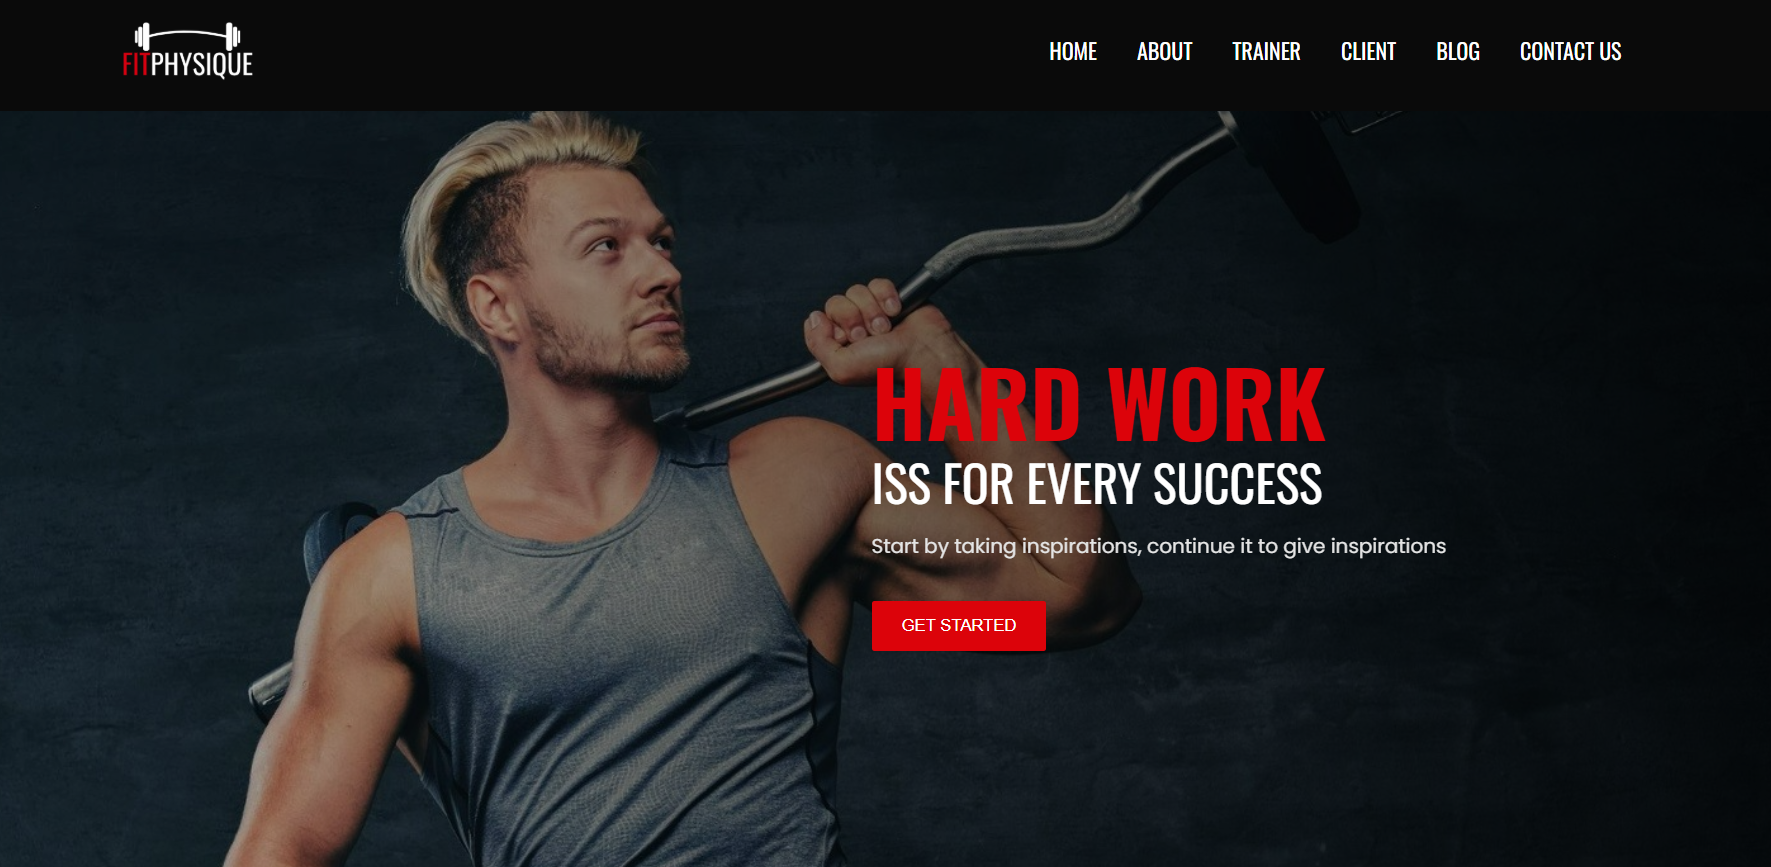 FITPHYSIQUE
HOME ABOUT TRAINER CLIENT BLOG CONTACT US
HARD WORK
ISS FOR EVERY SUCCESS
Start by taking inspirations, continue it to give inspirations
GET STARTED